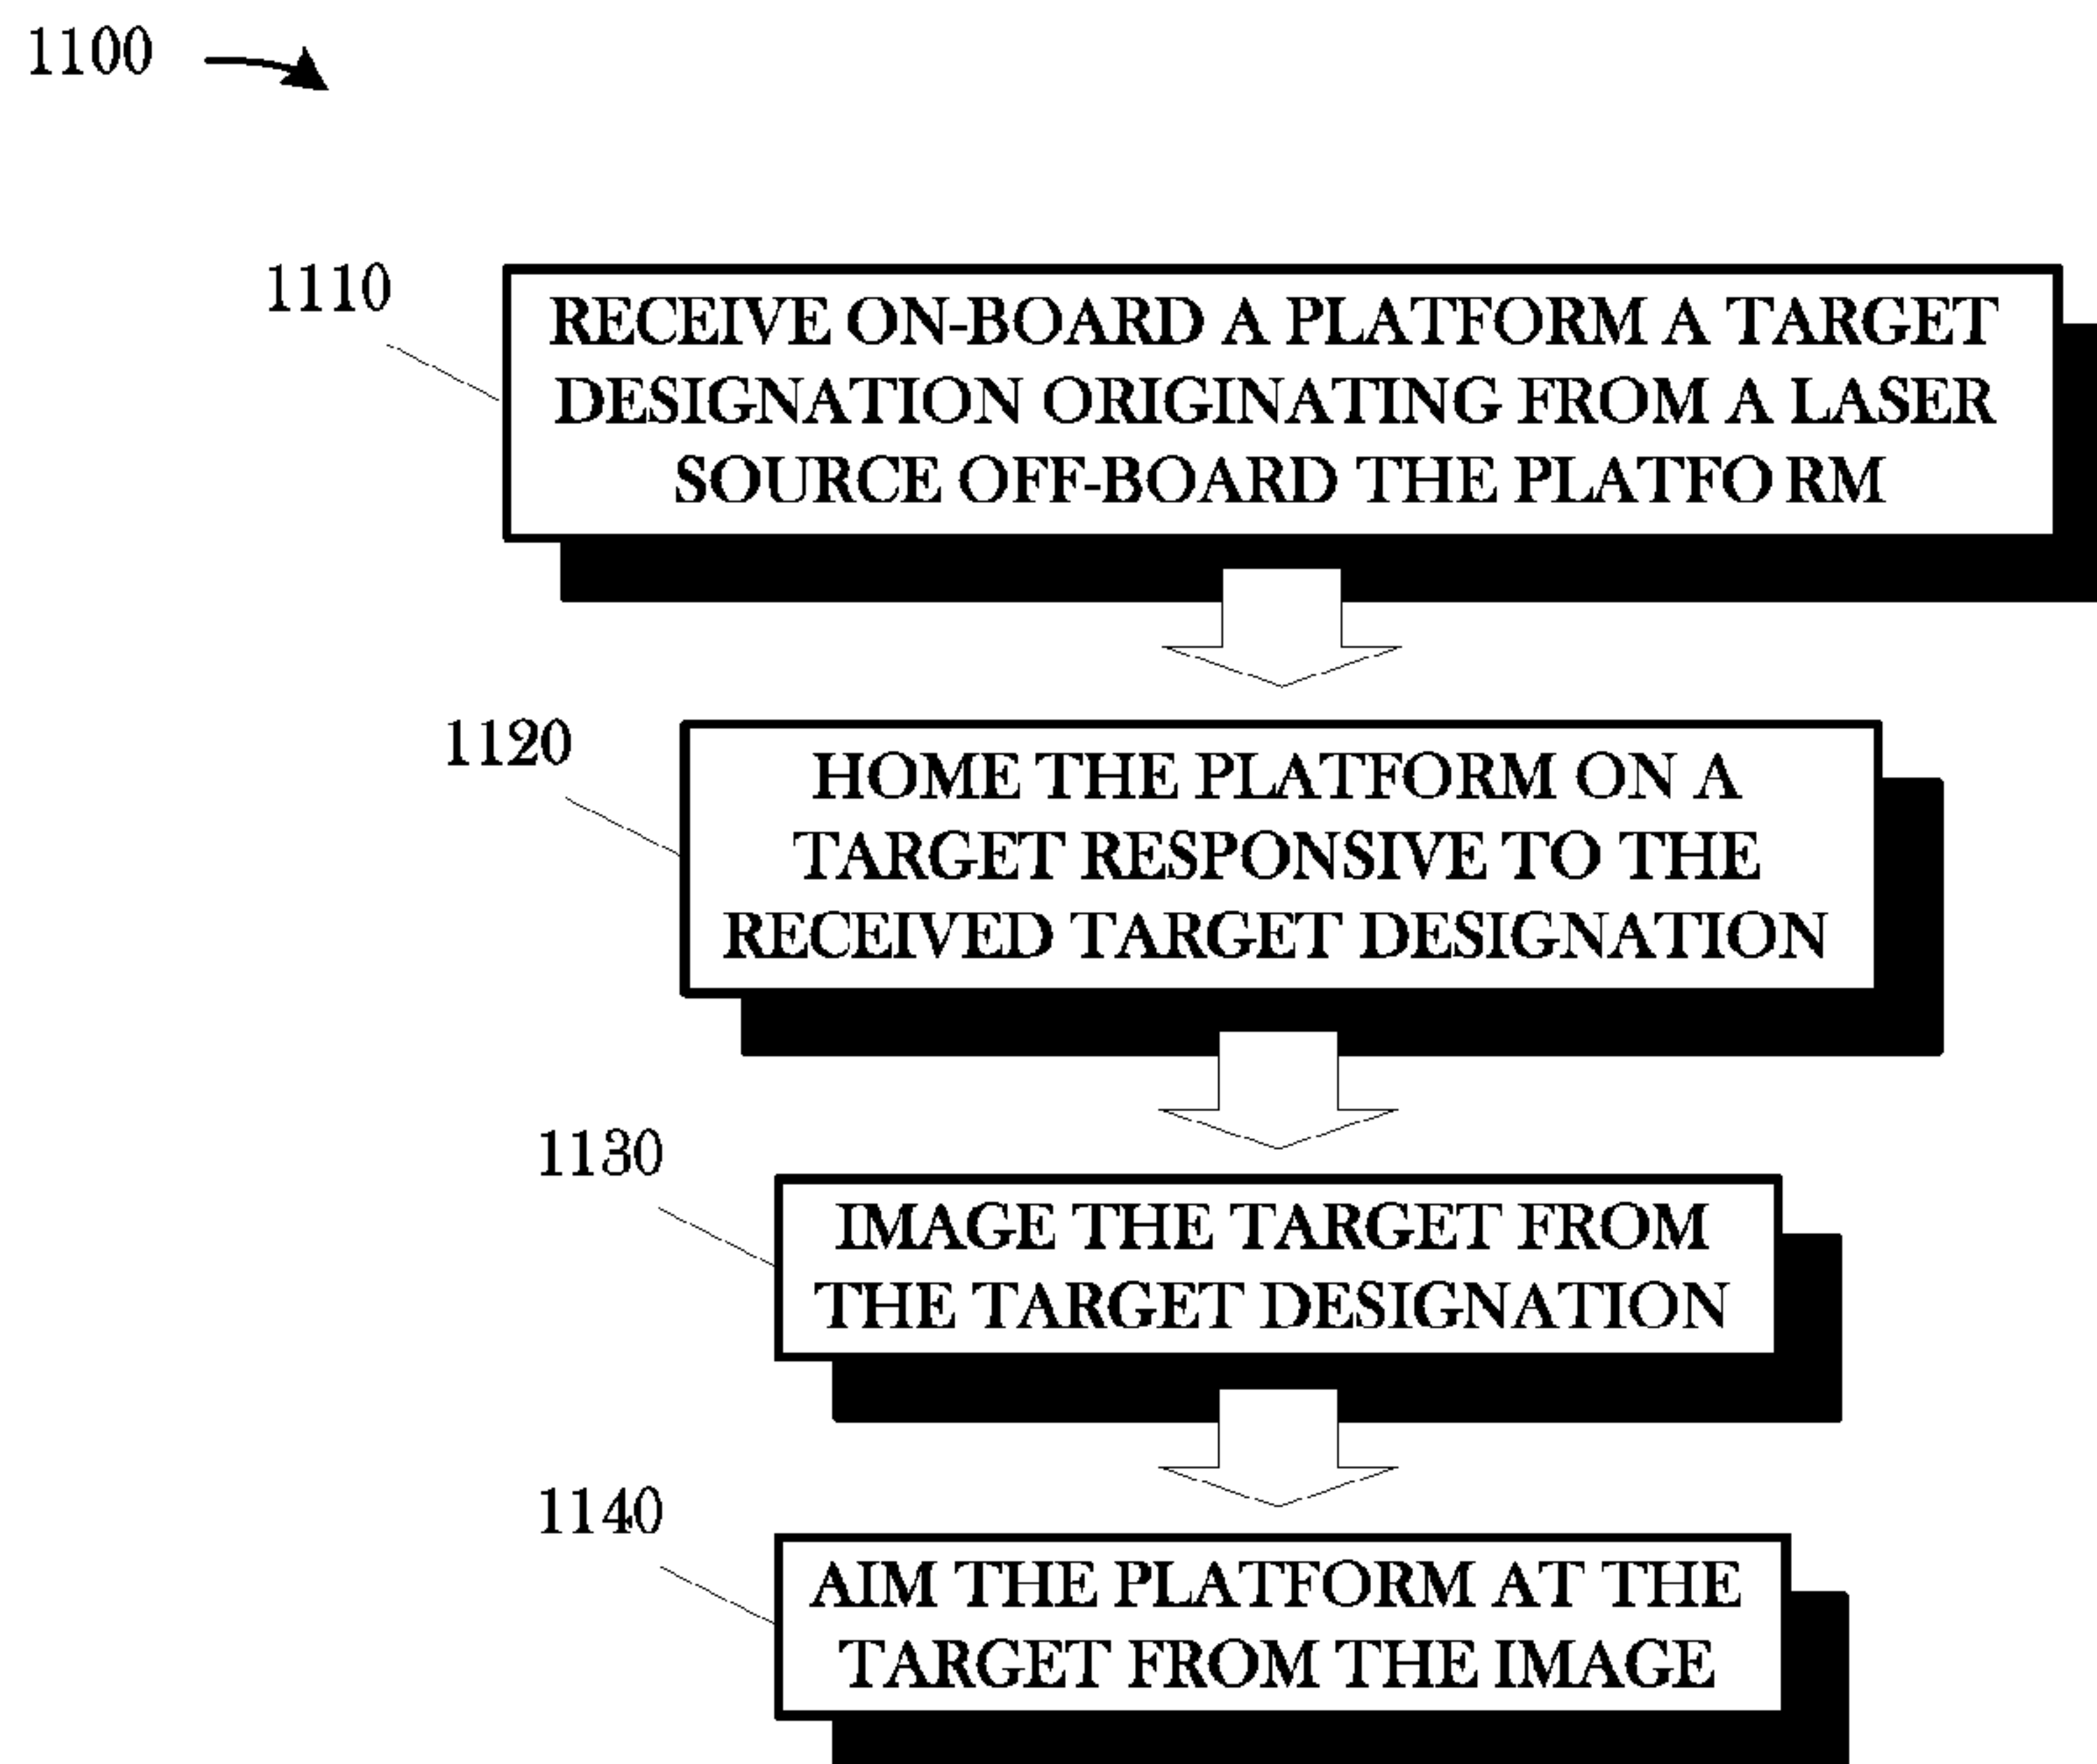 1100
1110
RECEIVE ON-BOARD A PLATFORM A TARGET
DESIGNATION ORIGINATING FROM A LASER
SOURCE OFF-BOARD THE PLATFO RM
1120
HOME THE PLATFORM ON A
TARGET RESPONSIVE TO THE
RECEIVED TARGET DESIGNATION
1130
IMAGE THE TARGET FROM
THE TARGET DESIGNATION
1140
AIM THE PLATFORM AT THE
TARGET FROM THE IMAGE